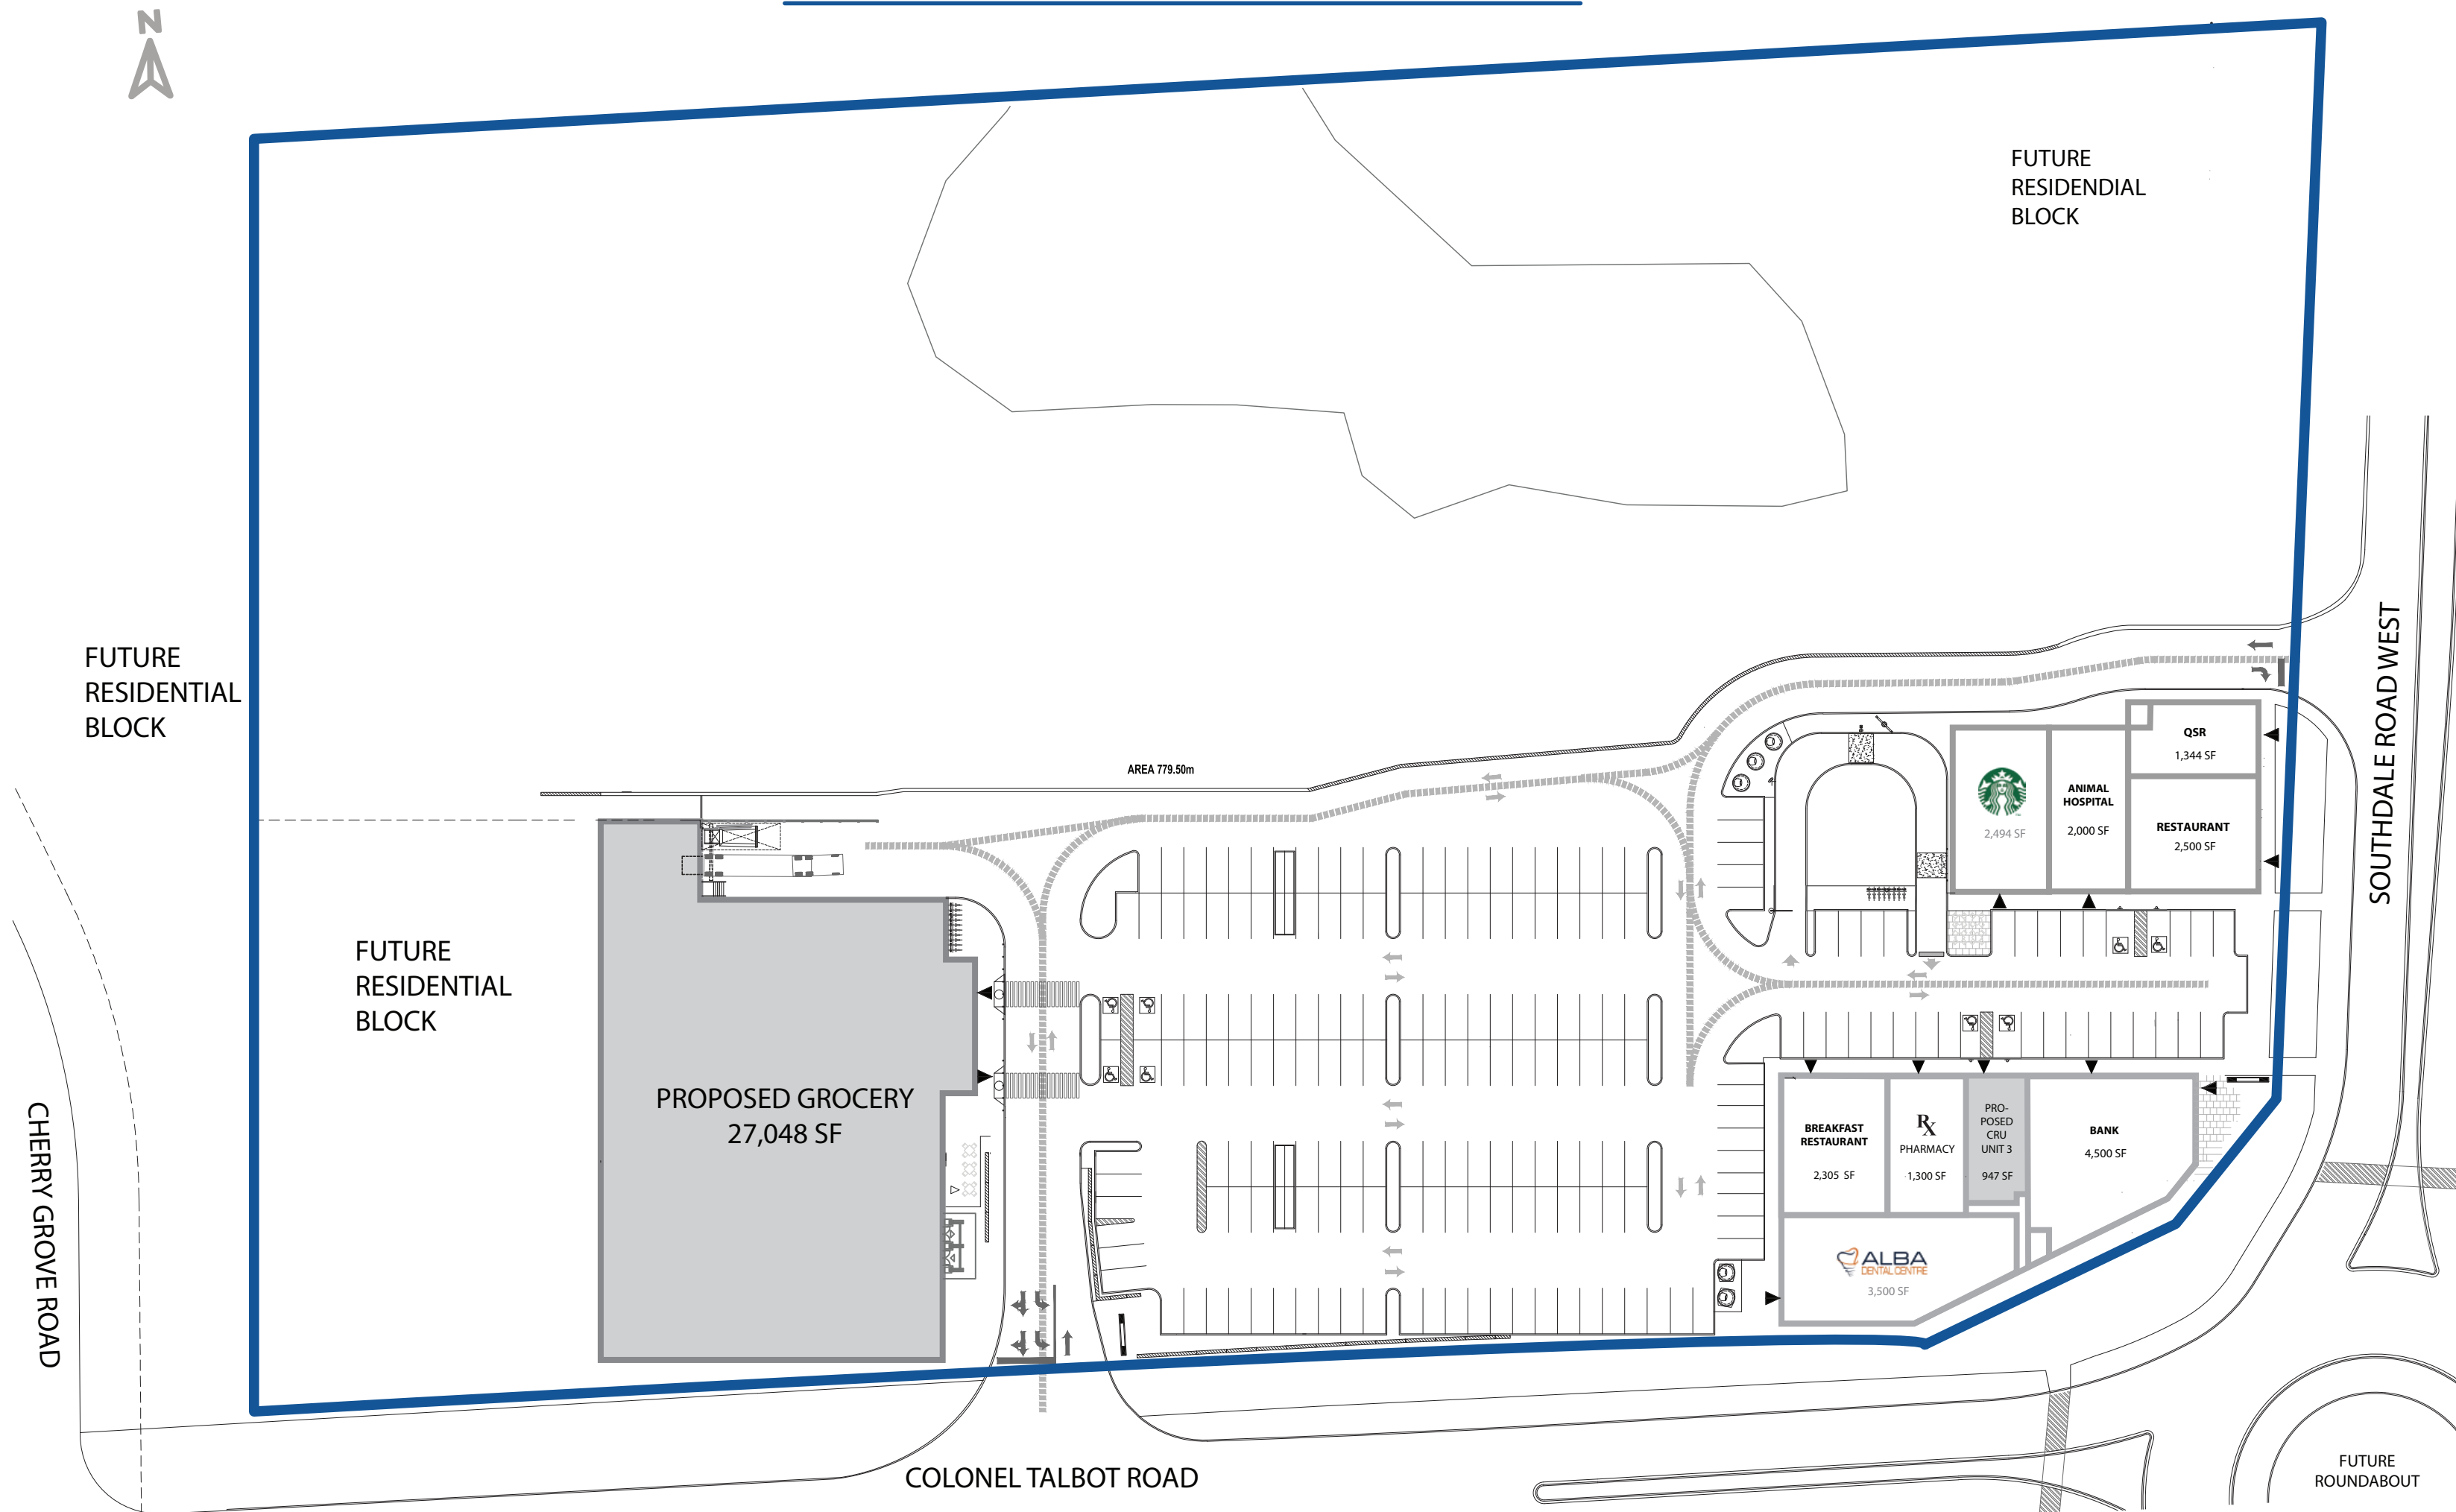 N
FUTURE
RESIDENDIAL
BLOCK
FUTURE
RESIDENTIAL
BLOCK
SOUTHDALE ROAD WEST
AREA 779.50m
QSR
1,344 SF
ANIMAL
HOSPITAL
2,000 SF
2,494 SF
RESTAURANT
2,500 SF
FUTURE
RESIDENTIAL
BLOCK
PROPOSED GROCERY
27,048 SF
CHERRY GROVE ROAD
BREAKFAST
RESTAURANT
2,305 SF
RX
PHARMACY
1,300 SF
PRO-
POSED
CRU
UNIT 3
947 SF
BANK
4,500 SF
ALBA
DENTAL CENTRE
3,500 SF
COLONEL TALBOT ROAD
FUTURE
ROUNDABOUT